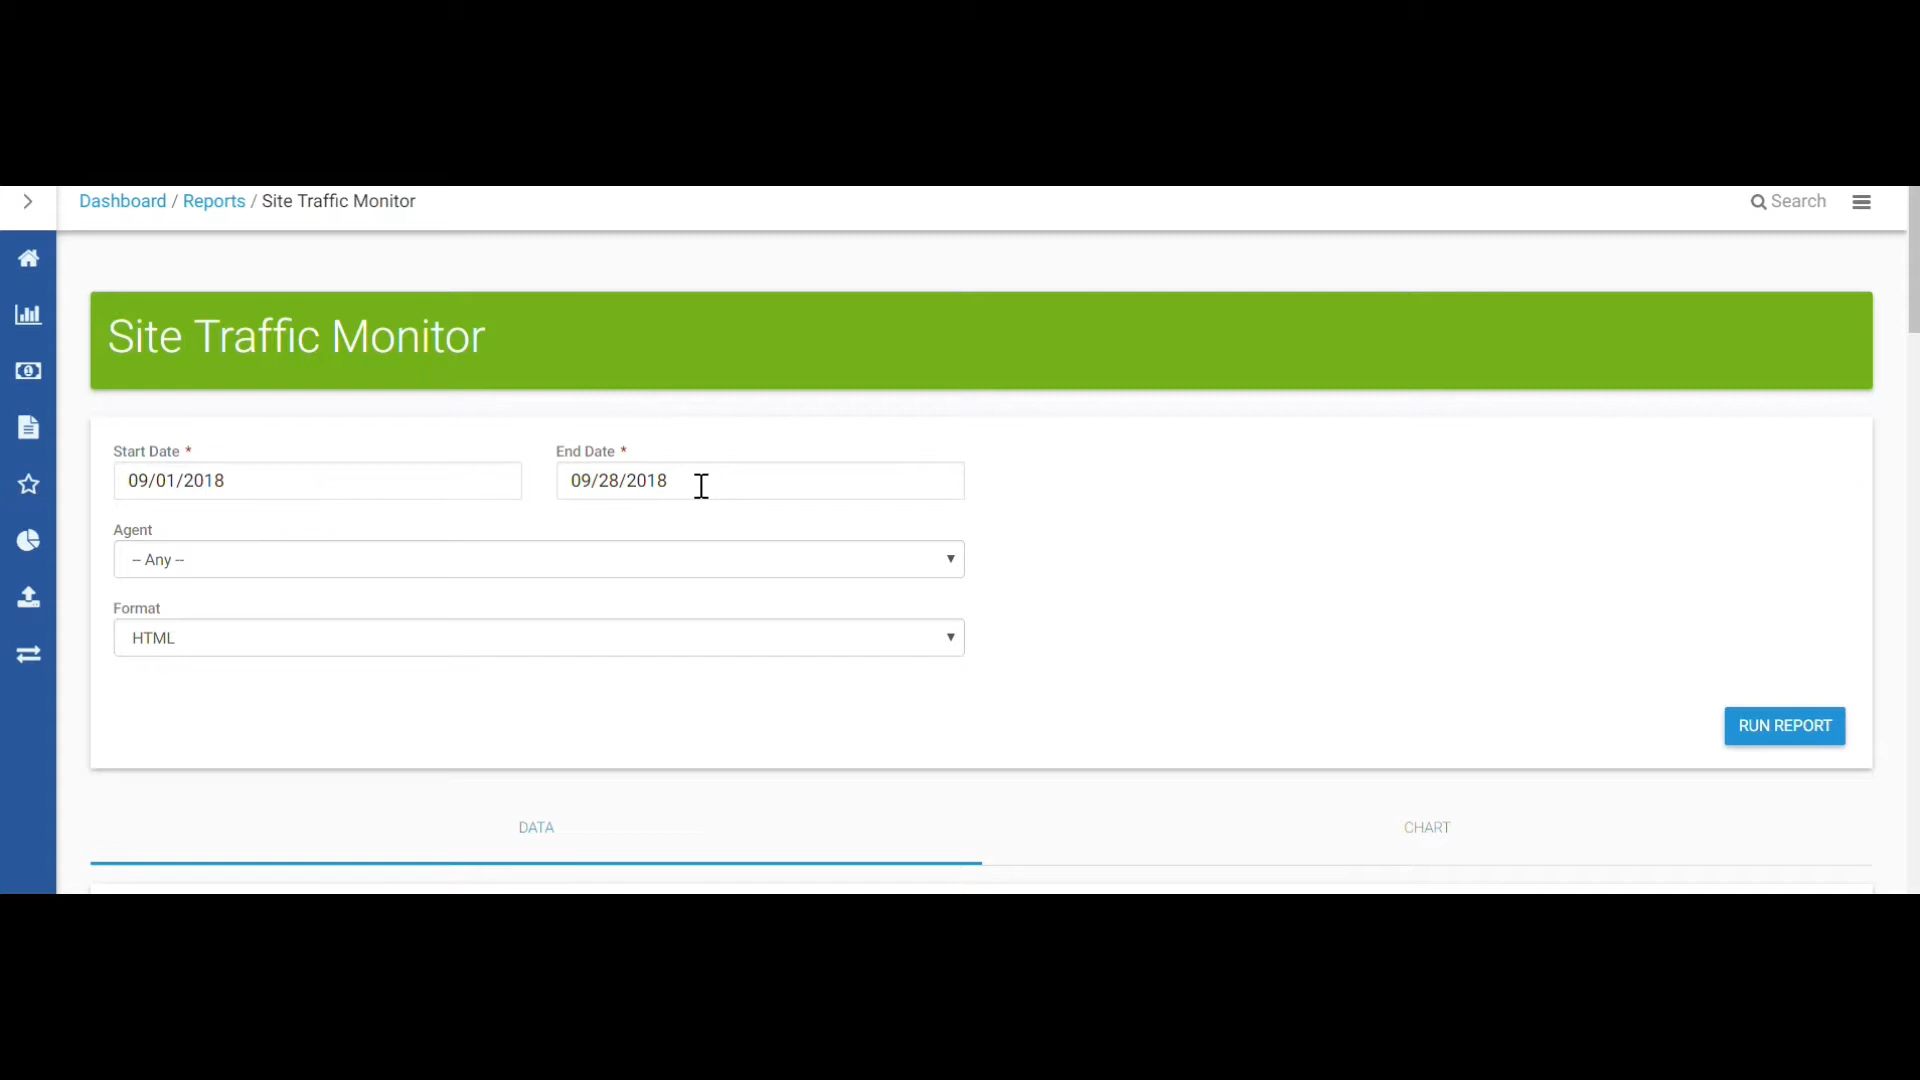 Dashboard / Reports / Site Traffic Monitor
Search
Site Traffic Monitor
Start Date *
End Date *
09/01/2018
09/28/2018
Agent
-- Any --
Format
HTML
RUN REPORT
DATA
CHART